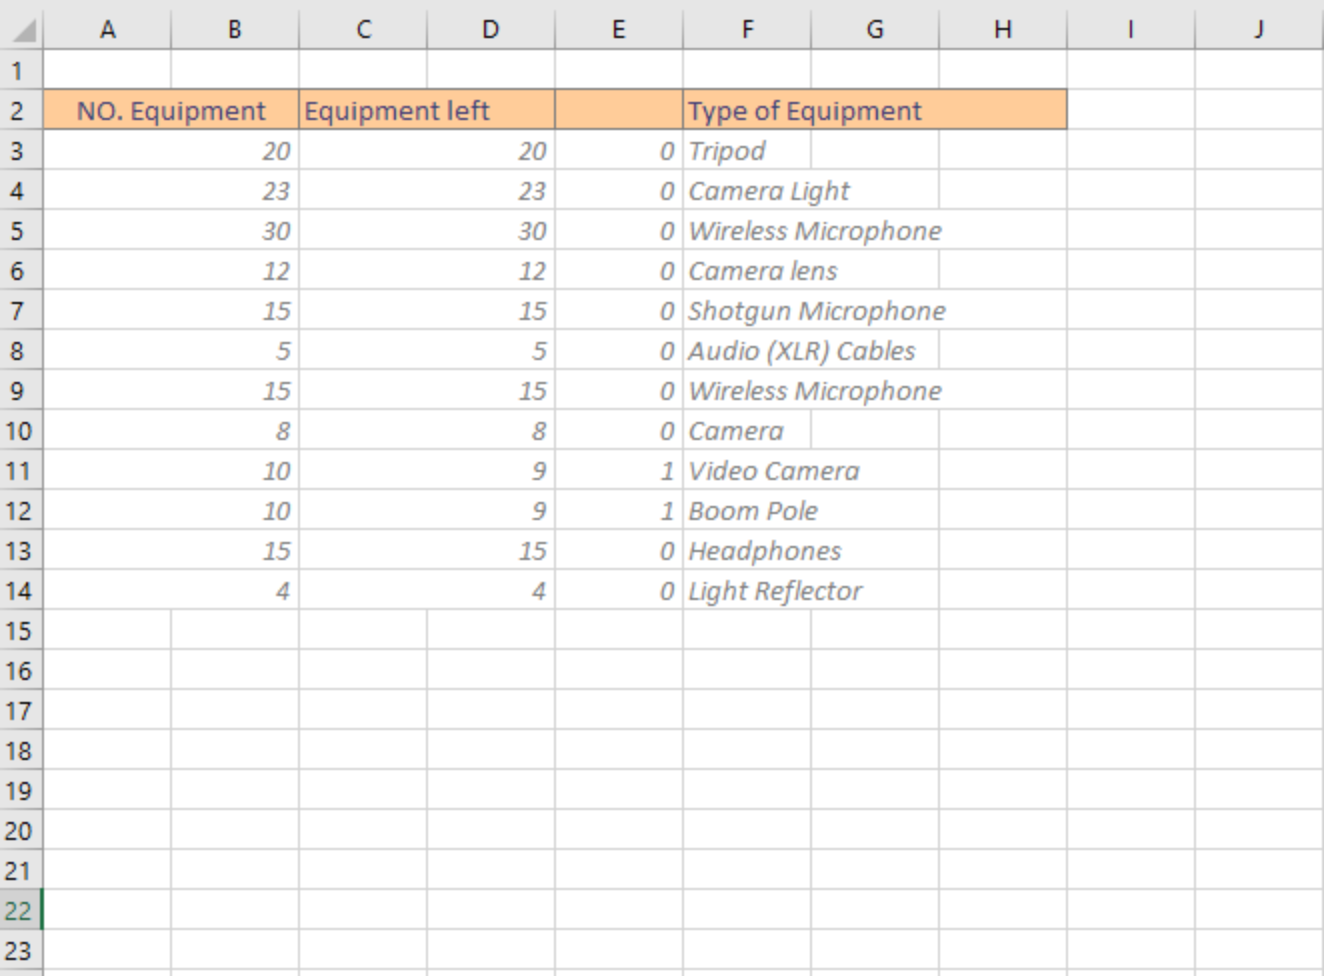 A B C D E F G H I J
1
2 NO. Equipment Equipment left Type of Equipment
3 20 20 0 Tripod
4 23 23 0 Camera Light
5 30 30 0 Wireless Microphone
6 12 12 0 Camera lens
7 15 15 0 Shotgun Microphone
8 5 5 0 Audio (XLR) Cables
9 15 15 0 Wireless Microphone
10 8 8 0 Camera
11 10 9 1 Video Camera
12 10 9 1 Boom Pole
13 15 15 0 Headphones
14 4 4 0 Light Reflector
15
16
17
18
19
20
21
22
23